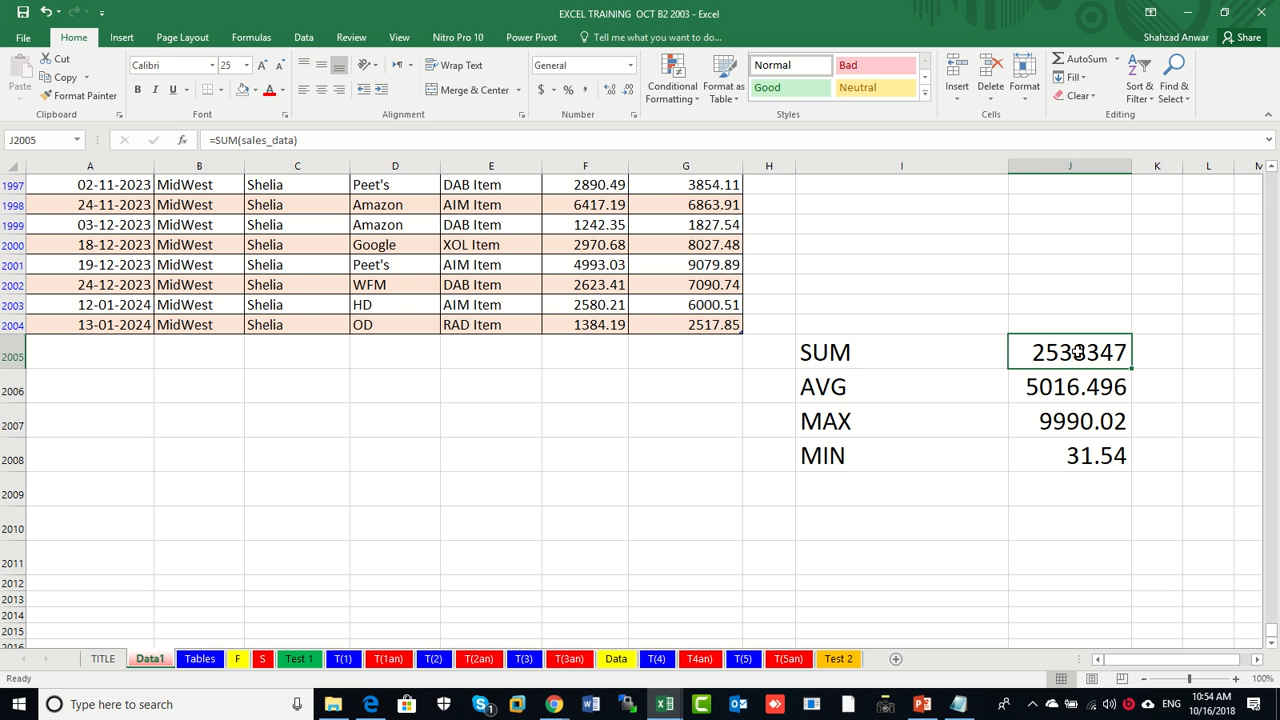 EXCEL TRAINING OCT B2 2003 - Excel
File Home Insert Page Layout Formulas Data Review View Nitro Pro 10 Power Pivot Tell me what you want to do... Shahzad Anwar Share
Paste Cut Copy Format Painter
Calibri 25 A A Wrap Text General
B I U A Merge & Center $ % ,
Conditional Formatting Format as Table Normal Bad Good Neutral
Insert Delete Format
AutoSum Fill Clear Sort & Filter Find & Select
Clipboard Font Alignment Number Styles Cells Editing
J2005 fx =SUM(sales_data)
A B C D E F G H I J K L M
1997 02-11-2023 MidWest Shelia Peet's DAB Item 2890.49 3854.11
1998 24-11-2023 MidWest Shelia Amazon AIM Item 6417.19 6863.91
1999 03-12-2023 MidWest Shelia Amazon DAB Item 1242.35 1827.54
2000 18-12-2023 MidWest Shelia Google XOL Item 2970.68 8027.48
2001 19-12-2023 MidWest Shelia Peet's AIM Item 4993.03 9079.89
2002 24-12-2023 MidWest Shelia WFM DAB Item 2623.41 7090.74
2003 12-01-2024 MidWest Shelia HD AIM Item 2580.21 6000.51
2004 13-01-2024 MidWest Shelia OD RAD Item 1384.19 2517.85
2005 SUM
2006 AVG 5016.496
2007 MAX 9990.02
2008 MIN 31.54
2009
2010
2011
2012
2013
2014
2015
TITLE Data1 Tables F S Test 1 T(1) T(1an) T(2) T(2an) T(3) T(3an) Data T(4) T4an) T(5) T(5an) Test 2
Ready 100%
Type here to search ENG 10:54 AM
10/16/2018